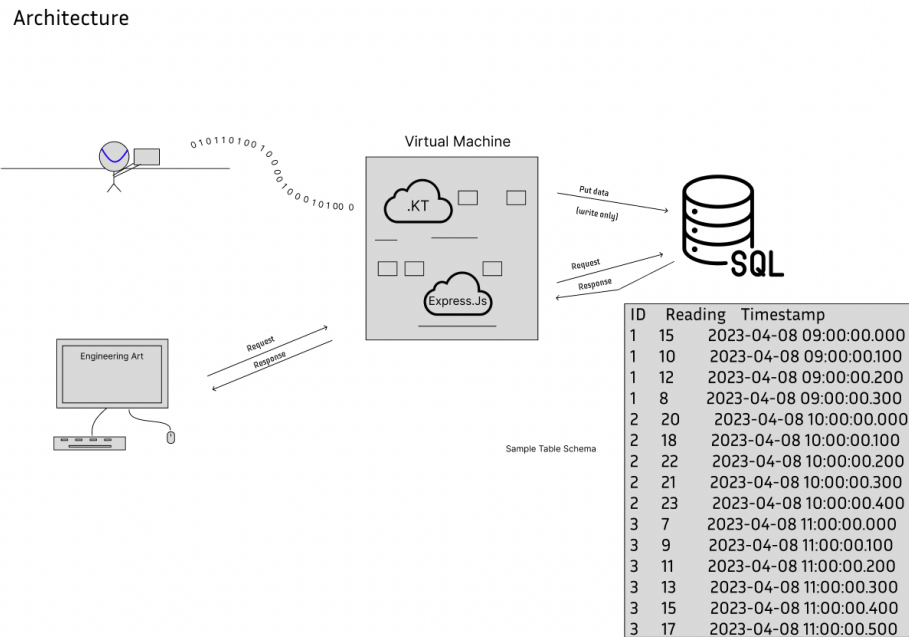 Architecture
Virtual Machine
010110100100000100010100 0
.KT
Put data
(write only)
SQL
Express.Js
Request
Response
Engineering Art
Request
Response
Sample Table Schema
ID Reading Timestamp
1 15 2023-04-08 09:00:00.000
1 10 2023-04-08 09:00:00.100
1 12 2023-04-08 09:00:00.200
1 8 2023-04-08 09:00:00.300
2 20 2023-04-08 10:00:00.000
2 18 2023-04-08 10:00:00.100
2 22 2023-04-08 10:00:00.200
2 21 2023-04-08 10:00:00.300
2 23 2023-04-08 10:00:00.400
3 7 2023-04-08 11:00:00.000
3 9 2023-04-08 11:00:00.100
3 11 2023-04-08 11:00:00.200
3 13 2023-04-08 11:00:00.300
3 15 2023-04-08 11:00:00.400
3 17 2023-04-08 11:00:00.500